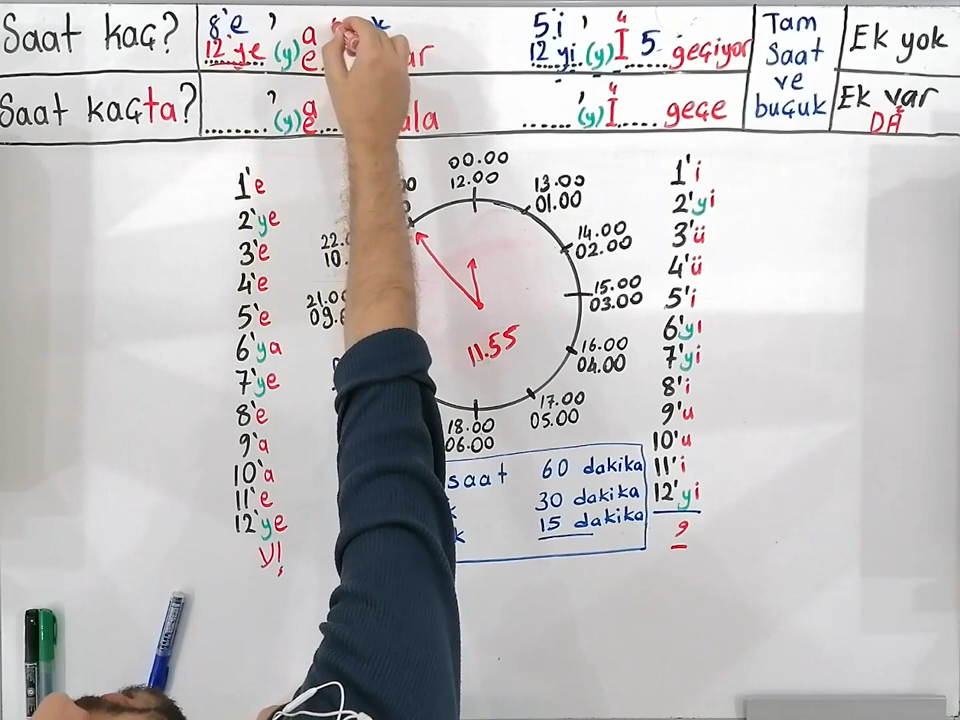 Saat kaç?
8'e ' a
12'ye (y) e ar
5'i ' 4
12'yi (y) I 5 geçiyor
Tam
Saat
ve
buçuk
Ek yok
Saat kaçta?
........ ' (y) a
e ala
...... ' (y) I 4 ..... geçe
Ek var
DA
1'e
2'ye
3'e
4'e
5'e
6'ya
7'ye
8'e
9'a
10'a
11'e
12'ye
y!
00.00
12.00
13.00
01.00
14.00
02.00
15.00
03.00
16.00
04.00
17.00
05.00
18.00
06.00
11.55
1'i
2'yi
3'ü
4'ü
5'i
6'yı
7'yi
8'i
9'u
10'u
11'i
12'yi
?
saat 60 dakika
30 dakika
15 dakika